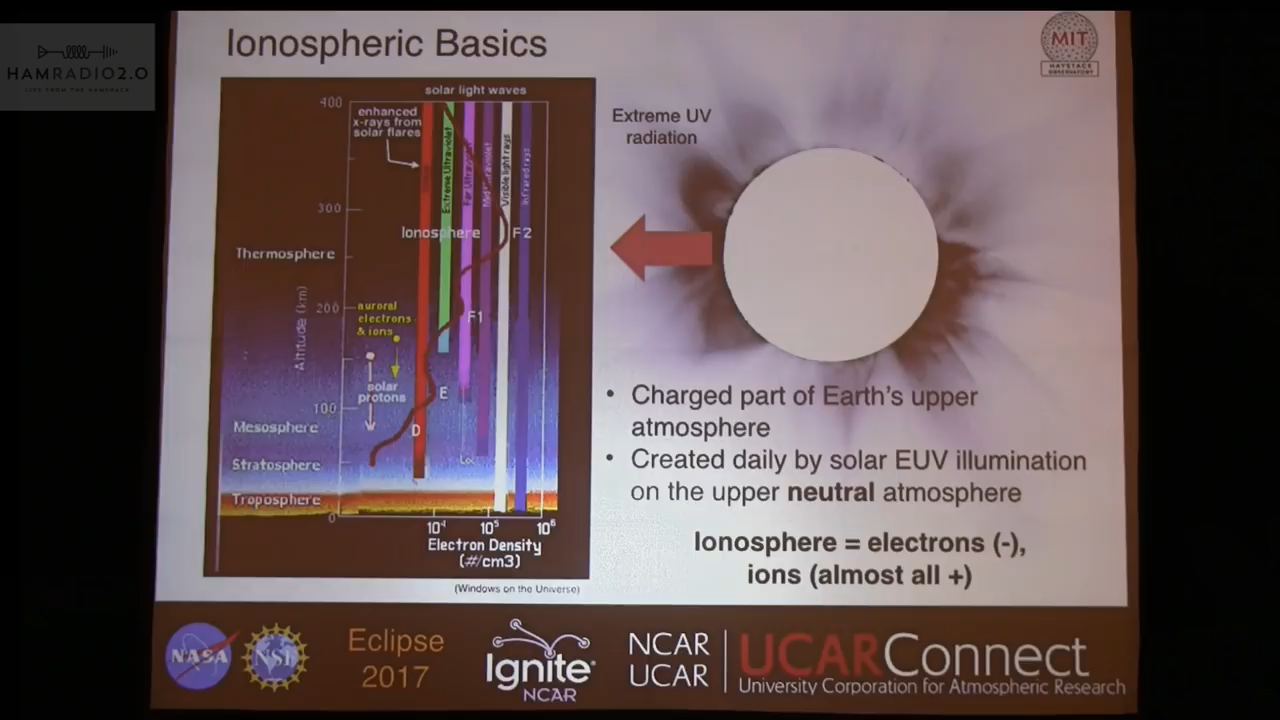 HAMRADIO2.0
LIVE FROM THE HAMSHACK
Ionospheric Basics
MIT
HAYSTACK
OBSERVATORY
solar light waves
400
enhanced
x-rays from
solar flares
Extreme Ultraviolet
Far Ultraviolet
Mid Ultraviolet
Visible light rays
Infrared rays
Extreme UV
radiation
300
Ionosphere
F2
Thermosphere
Altitude (km)
200
auroral
electrons
& ions
F1
solar
protons
E
100
D
Mesosphere
Stratosphere
Troposphere
0
10⁴
10⁵
10⁶
Electron Density
(#/cm3)
(Windows on the Universe)
• Charged part of Earth's upper
atmosphere
• Created daily by solar EUV illumination
on the upper neutral atmosphere
Ionosphere = electrons (-),
ions (almost all +)
NASA
NSF
Eclipse
2017
Ignite
NCAR
NCAR
UCAR
UCARConnect
University Corporation for Atmospheric Research